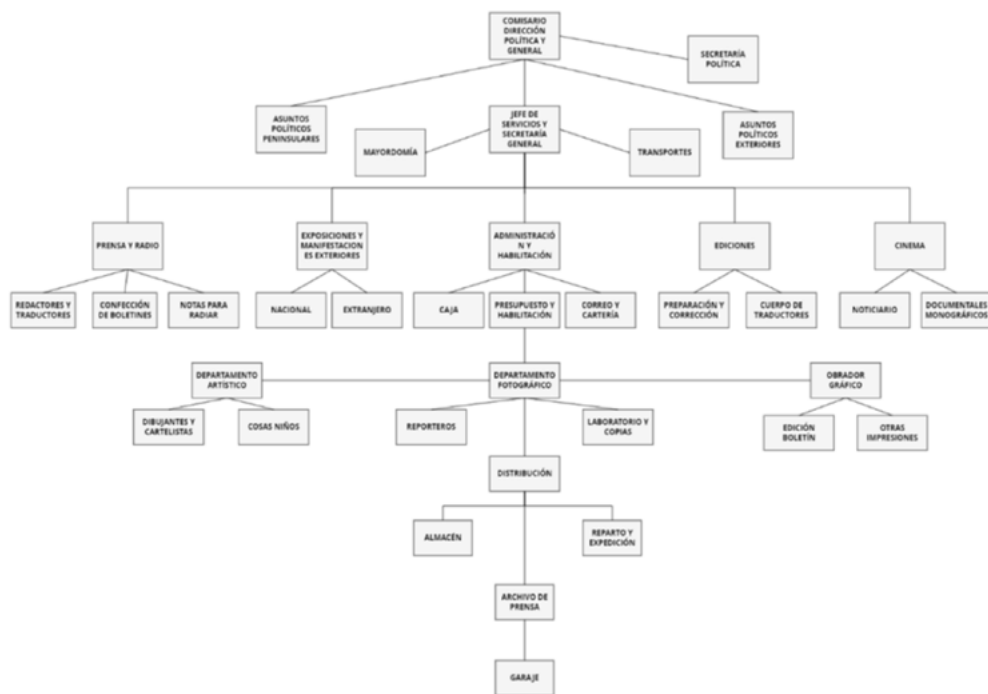 COMISARIO
DIRECCIÓN
POLÍTICA Y
GENERAL
SECRETARÍA
POLÍTICA
ASUNTOS
POLÍTICOS
PENINSULARES
JEFE DE
SERVICIOS Y
SECRETARÍA
GENERAL
ASUNTOS
POLÍTICOS
EXTERIORES
MAYORDOMÍA
TRANSPORTES
PRENSA Y RADIO
EXPOSICIONES Y
MANIFESTACION
ES EXTERIORES
ADMINISTRACIÓ
N Y
HABILITACIÓN
EDICIONES
CINEMA
REDACTORES Y
TRADUCTORES
CONFECCIÓN
DE BOLETINES
NOTAS PARA
RADIAR
NACIONAL
EXTRANJERO
CAJA
PRESUPUESTO Y
HABILITACIÓN
CORREO Y
CARTERÍA
PREPARACIÓN Y
CORRECCIÓN
CUERPO DE
TRADUCTORES
NOTICIARIO
DOCUMENTALES
MONOGRÁFICOS
DEPARTAMENTO
ARTÍSTICO
DEPARTAMENTO
FOTOGRÁFICO
OBRADOR
GRÁFICO
DIBUJANTES Y
CARTELISTAS
COSAS NIÑOS
REPORTEROS
LABORATORIO Y
COPIAS
EDICIÓN
BOLETÍN
OTRAS
IMPRESIONES
DISTRIBUCIÓN
ALMACÉN
REPARTO Y
EXPEDICIÓN
ARCHIVO DE
PRENSA
GARAJE